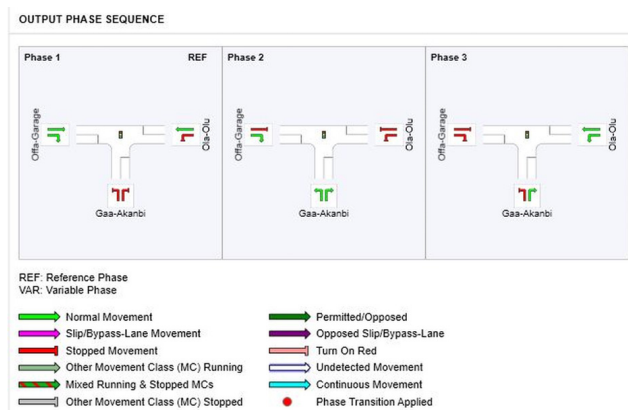 OUTPUT PHASE SEQUENCE
Phase 1 REF
Phase 2
Phase 3
Offa-Garage
Ola-Olu
Gaa-Akanbi
Offa-Garage
Ola-Olu
Gaa-Akanbi
Offa-Garage
Ola-Olu
Gaa-Akanbi
REF: Reference Phase
VAR: Variable Phase
Normal Movement
Slip/Bypass-Lane Movement
Stopped Movement
Other Movement Class (MC) Running
Mixed Running & Stopped MCs
Other Movement Class (MC) Stopped
Permitted/Opposed
Opposed Slip/Bypass-Lane
Turn On Red
Undetected Movement
Continuous Movement
Phase Transition Applied